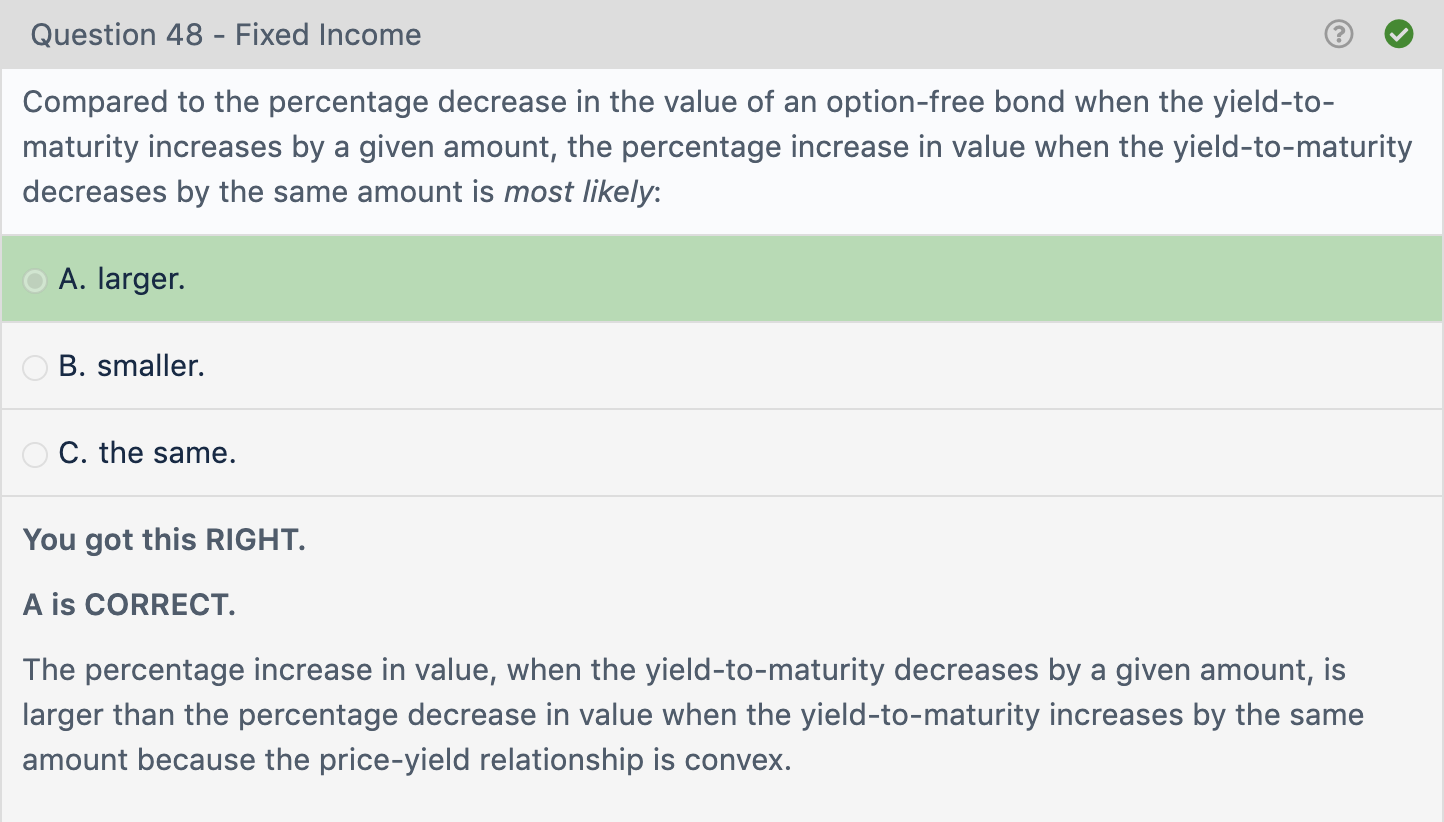 Question 48 - Fixed Income
Compared to the percentage decrease in the value of an option-free bond when the yield-to-
maturity increases by a given amount, the percentage increase in value when the yield-to-maturity
decreases by the same amount is most likely:
A. larger.
B. smaller.
C. the same.
You got this RIGHT.
A is CORRECT.
The percentage increase in value, when the yield-to-maturity decreases by a given amount, is
larger than the percentage decrease in value when the yield-to-maturity increases by the same
amount because the price-yield relationship is convex.